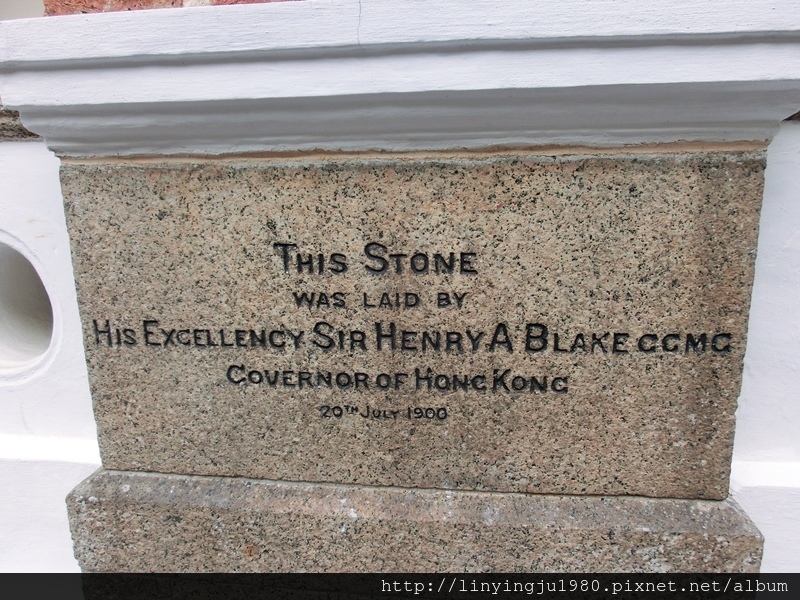 This Stone
was laid by
His Excellency Sir Henry A Blake GCMG
Governor of Hong Kong
20TH July 1900
http://linyingju1980.pixnet.net/album